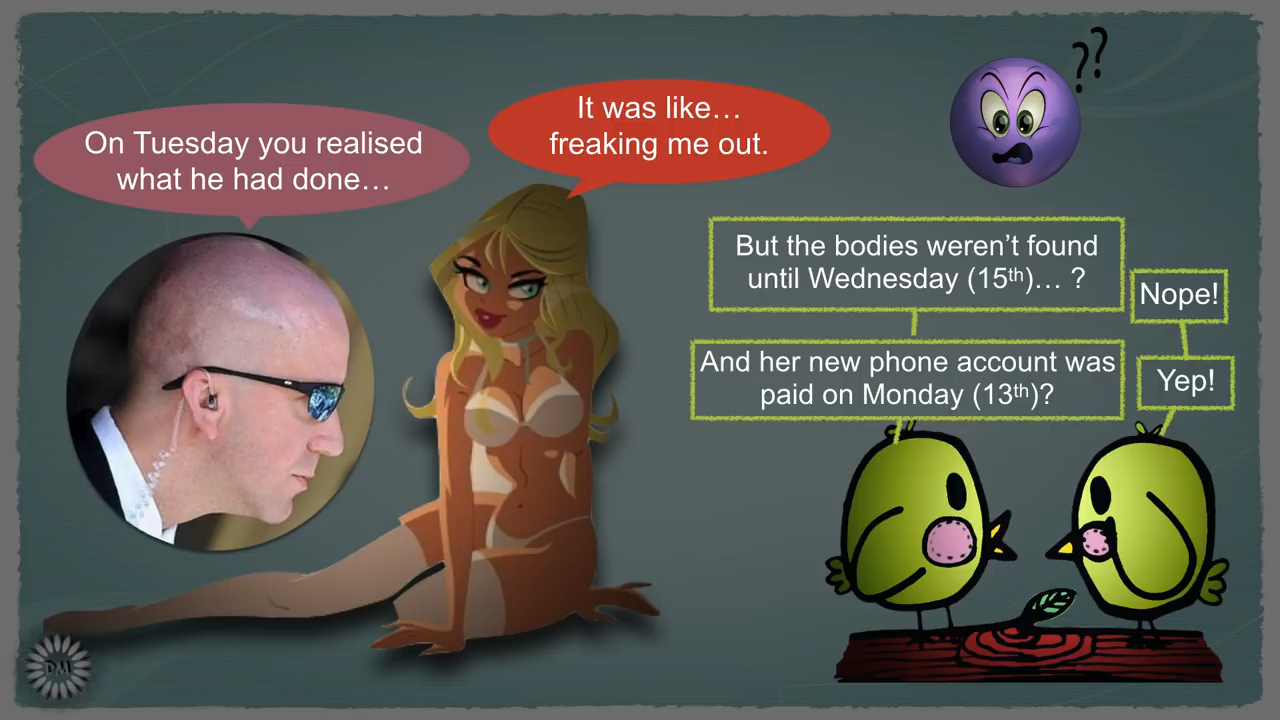 On Tuesday you realised
what he had done…
It was like…
freaking me out.
??
But the bodies weren’t found
until Wednesday (15th)… ?
Nope!
And her new phone account was
paid on Monday (13th)?
Yep!
DM